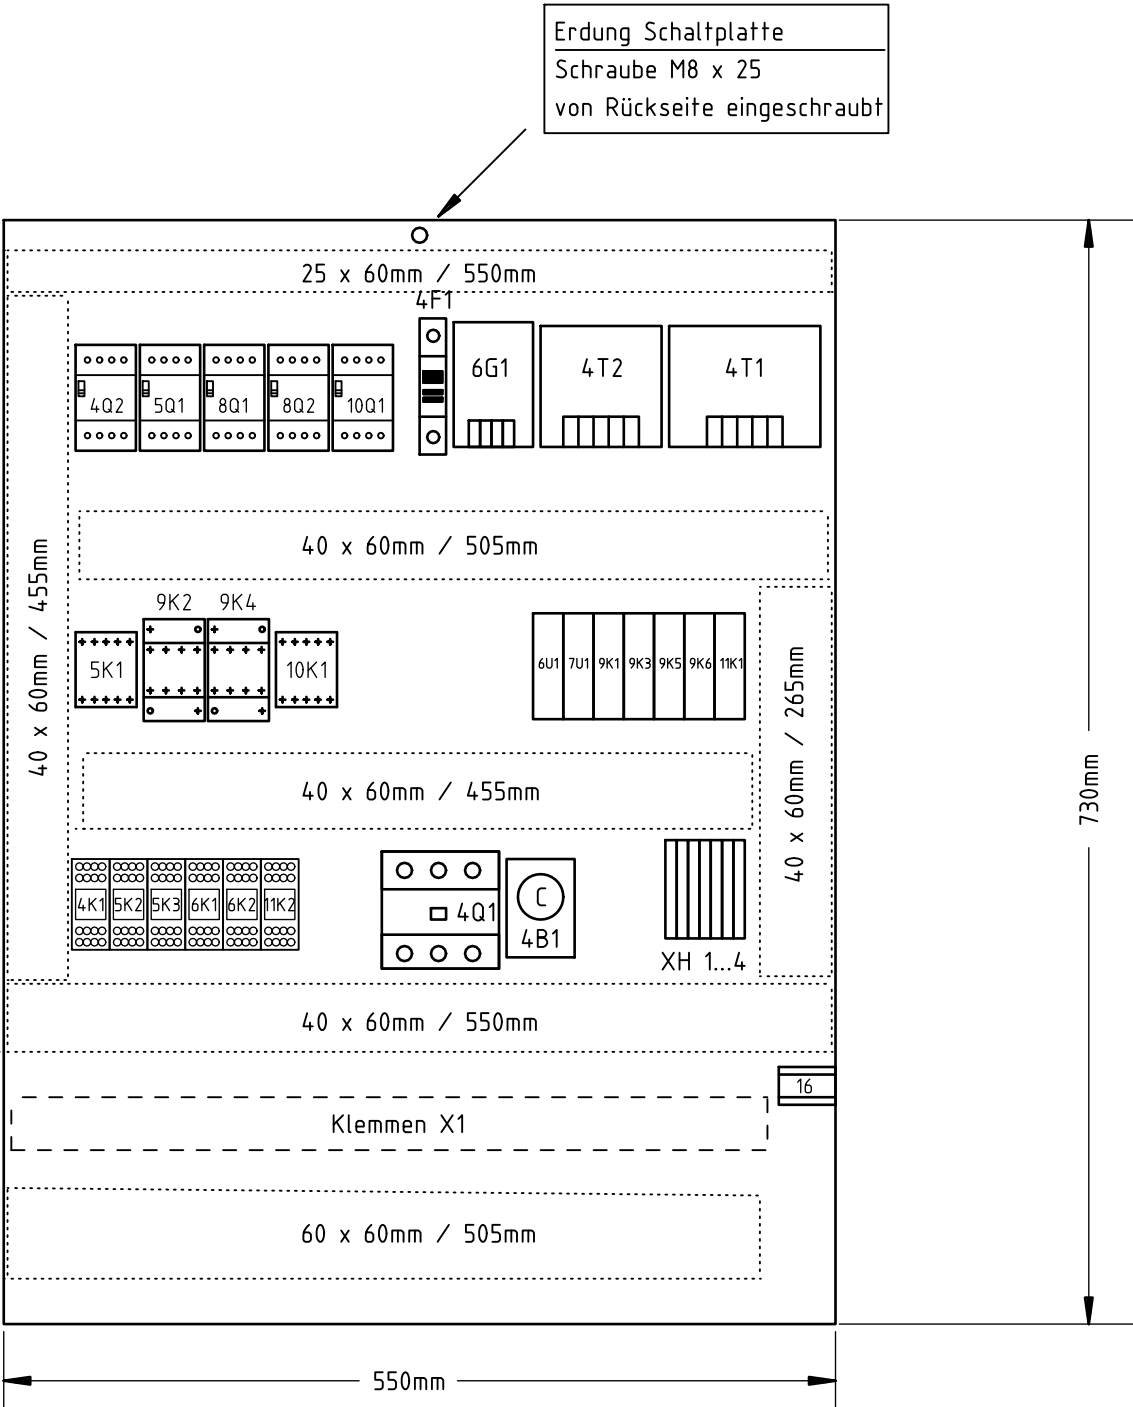 Erdung Schaltplatte
Schraube M8 x 25
von Rückseite eingeschraubt
25 x 60mm / 550mm
4F1
4Q2
5Q1
8Q1
8Q2
10Q1
6G1
4T2
4T1
40 x 60mm / 455mm
40 x 60mm / 505mm
9K2
9K4
5K1
10K1
6U1
7U1
9K1
9K3
9K5
9K6
11K1
40 x 60mm / 265mm
730mm
40 x 60mm / 455mm
4K1
5K2
5K3
6K1
6K2
11K2
4Q1
C
4B1
XH 1...4
40 x 60mm / 550mm
16
Klemmen X1
60 x 60mm / 505mm
550mm